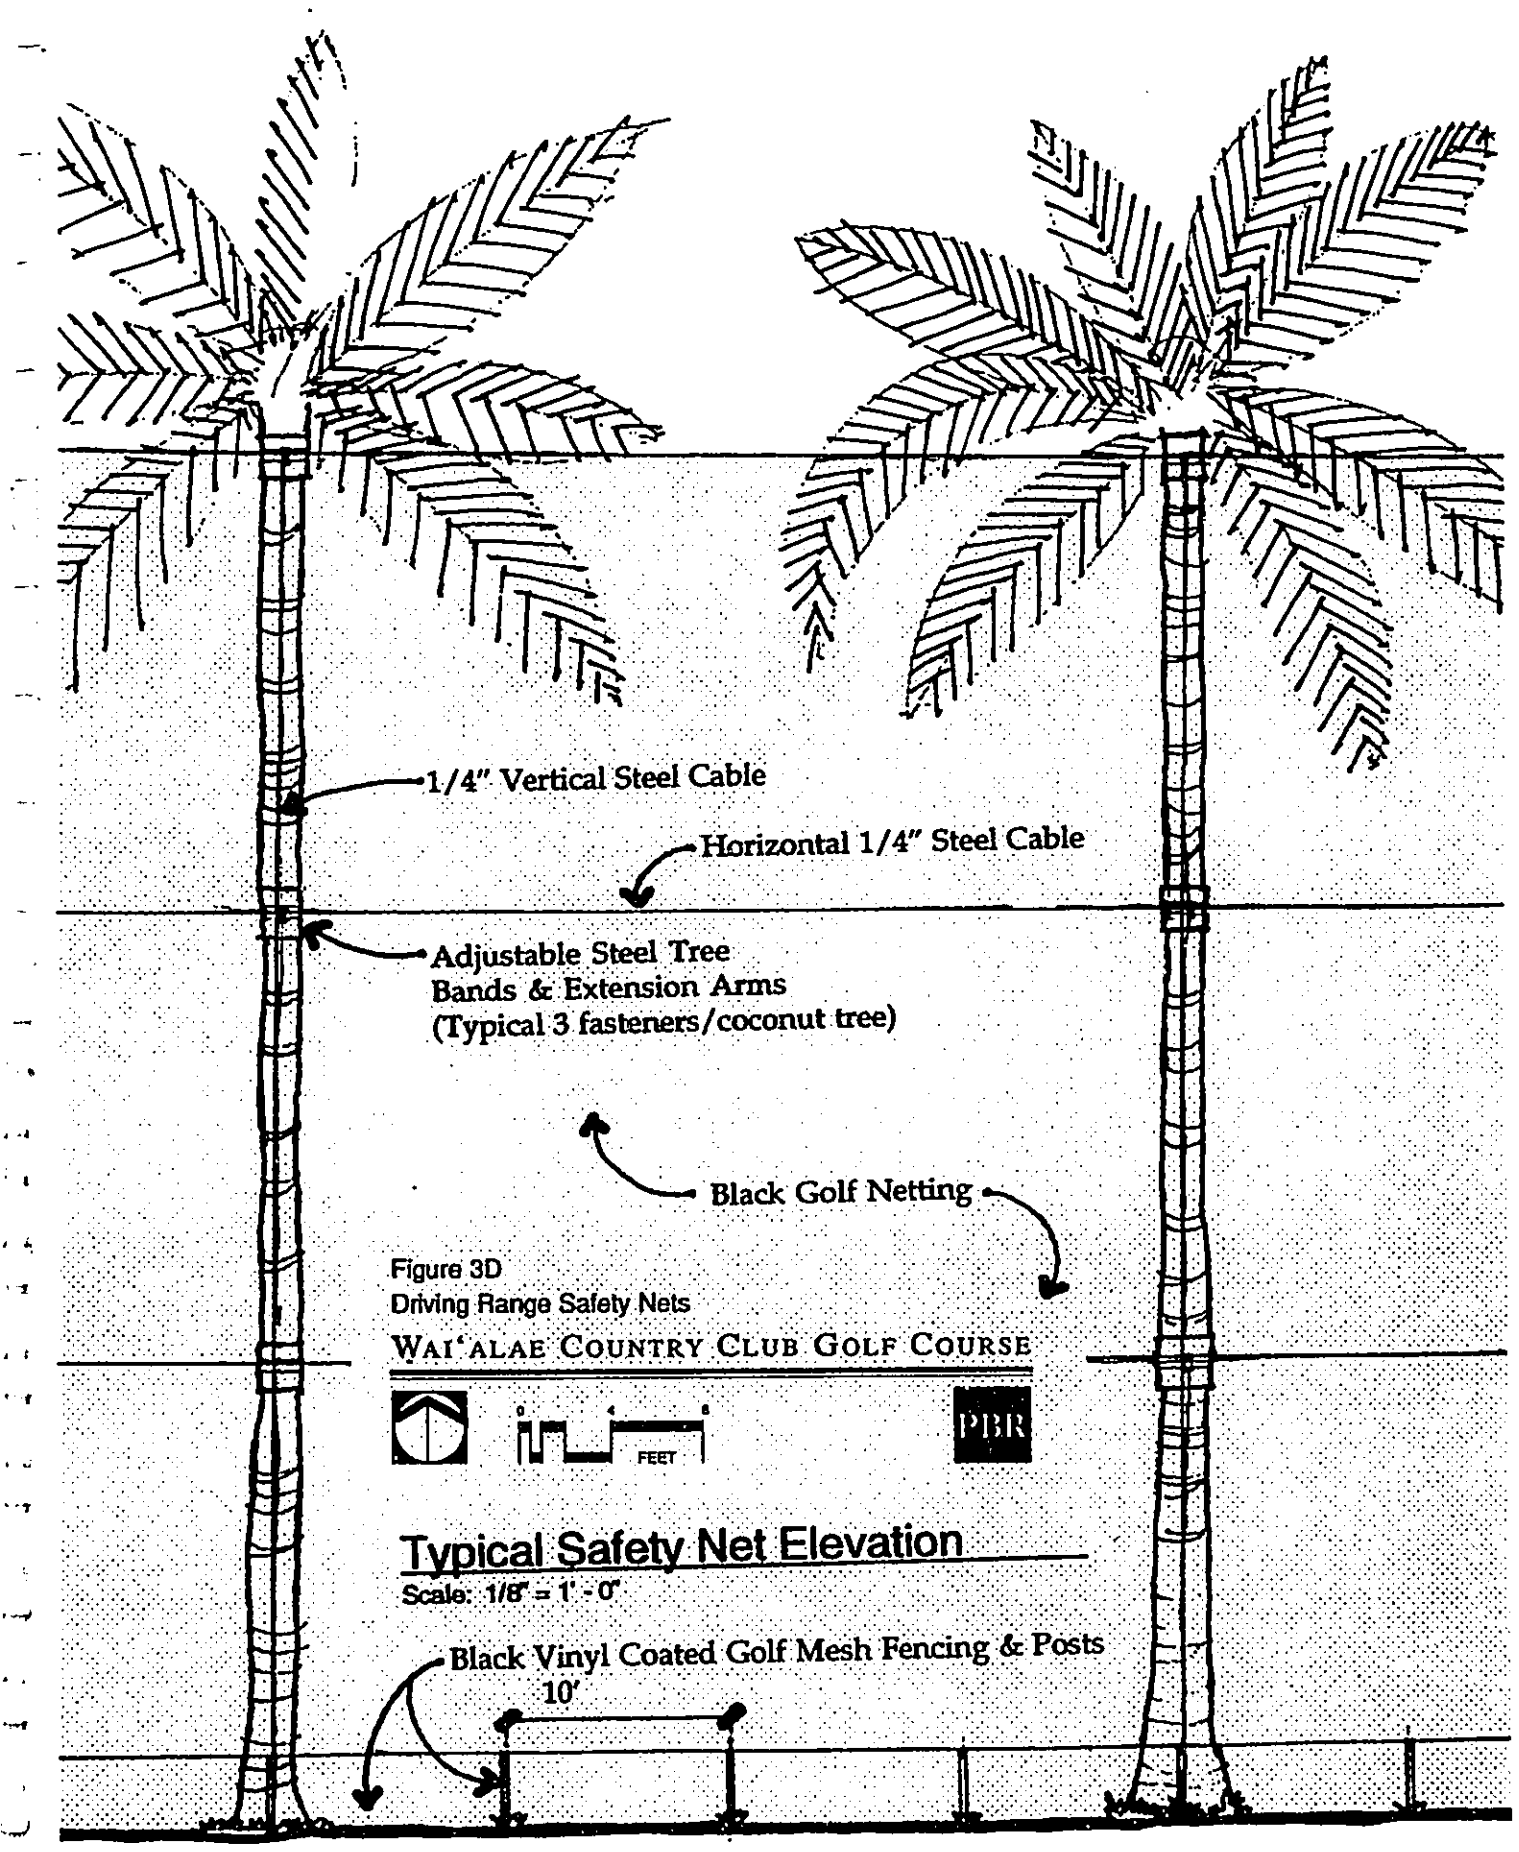 1/4" Vertical Steel Cable
Horizontal 1/4" Steel Cable
Adjustable Steel Tree
Bands & Extension Arms
(Typical 3 fasteners/coconut tree)
Black Golf Netting
Figure 3D
Driving Range Safety Nets
WAI‘ALAE COUNTRY CLUB GOLF COURSE
0 4 8
FEET
PBR
Typical Safety Net Elevation
Scale: 1/8" = 1' - 0"
Black Vinyl Coated Golf Mesh Fencing & Posts
10'